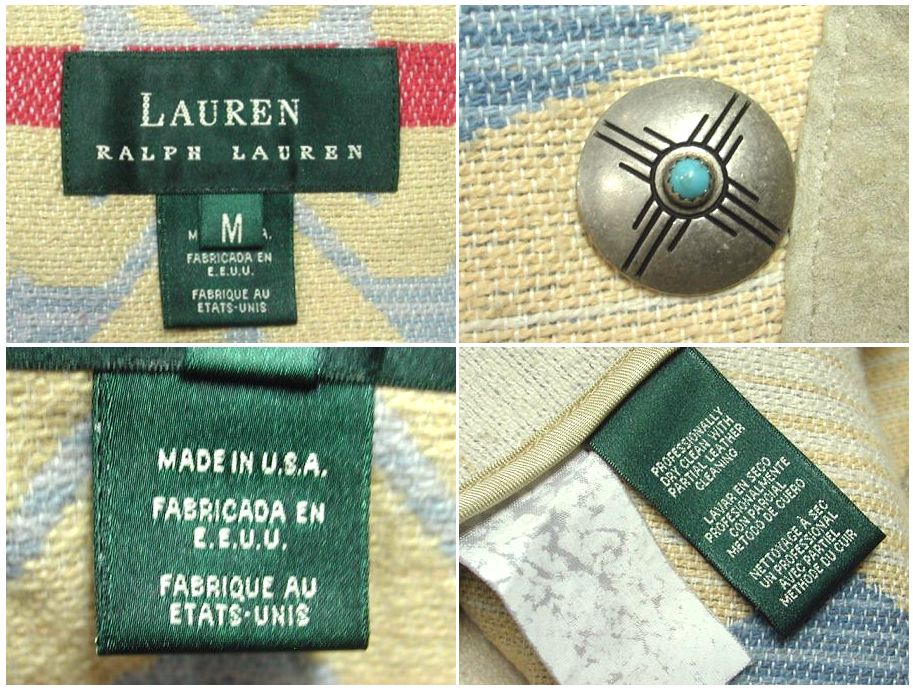 LAUREN
RALPH LAUREN
M
M A.
FABRICADA EN
E.E.U.U.
FABRIQUE AU
ETATS-UNIS
MADE IN U.S.A.
FABRICADA EN
E.E.U.U.
FABRIQUE AU
ETATS-UNIS
PROFESSIONALLY
DRY CLEAN WITH
PARTIAL LEATHER
CLEANING
LAVAR EN SECO
PROFESIONALMENTE
CON PARCIAL
METODO DE CUERO
NETTOYAGE À SEC
UN PROFESSIONAL
AVEC PARTIEL
METHODE DU CUIR